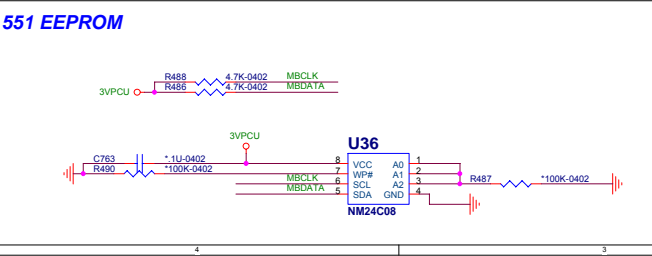 551 EEPROM
R488 4.7K-0402 MBCLK
3VPCU R486 4.7K-0402 MBDATA
3VPCU
U36
C763 *.1U-0402 8 VCC A0 1
R490 *100K-0402 7 WP# A1 2
MBCLK 6 SCL A2 3 R487 *100K-0402
MBDATA 5 SDA GND 4
NM24C08
4 3